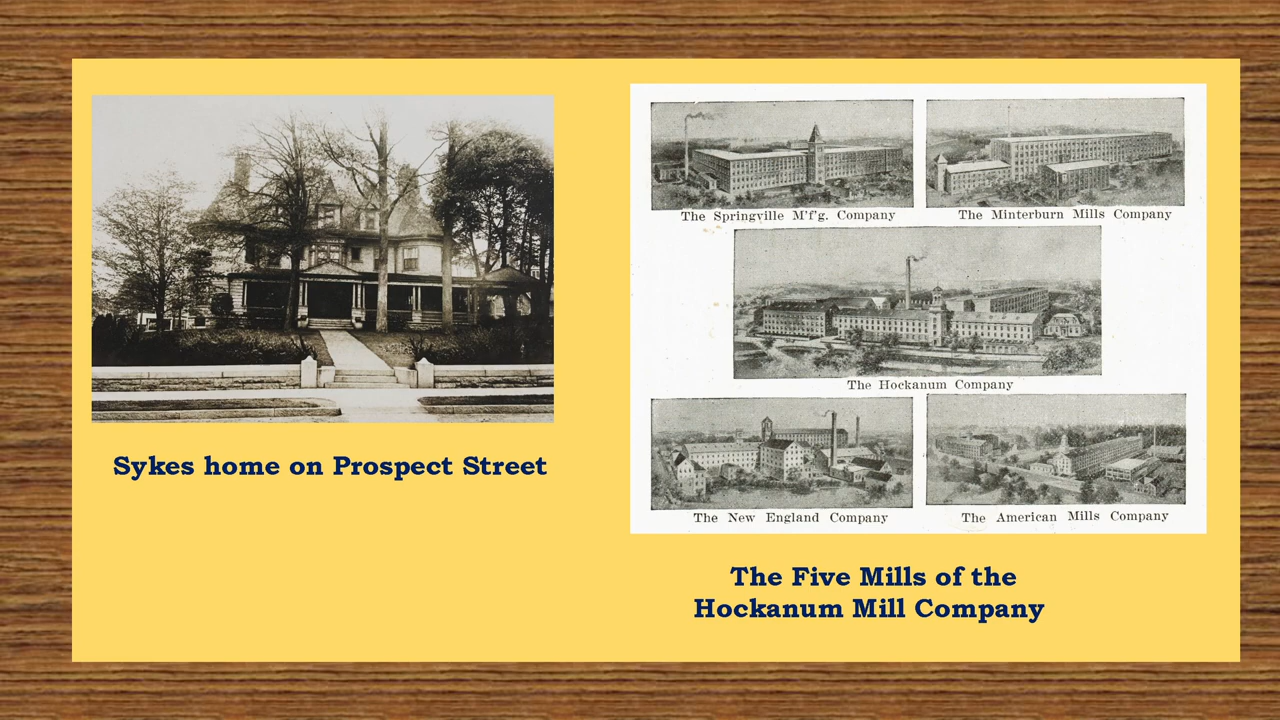 Sykes home on Prospect Street
The Springville M'f'g. Company
The Minterburn Mills Company
The Hockanum Company
The New England Company
The American Mills Company
The Five Mills of the
Hockanum Mill Company